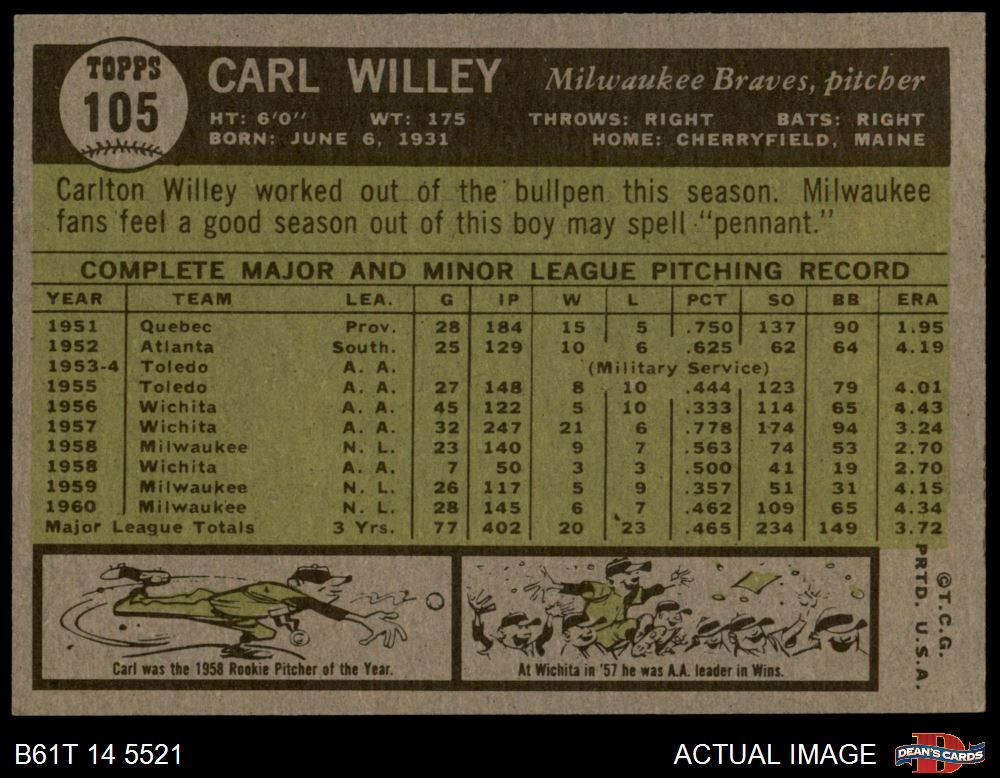 TOPPS
105
CARL WILLEY Milwaukee Braves, pitcher
HT: 6'0" WT: 175 THROWS: RIGHT BATS: RIGHT
BORN: JUNE 6, 1931 HOME: CHERRYFIELD, MAINE
Carlton Willey worked out of the bullpen this season. Milwaukee
fans feel a good season out of this boy may spell "pennant."
COMPLETE MAJOR AND MINOR LEAGUE PITCHING RECORD
YEAR TEAM LEA. G IP W L PCT SO BB ERA
1951 Quebec Prov. 28 184 15 5 .750 137 90 1.95
1952 Atlanta South. 25 129 10 6 .625 62 64 4.19
1953-4 Toledo A. A. (Military Service)
1955 Toledo A. A. 27 148 8 10 .444 123 79 4.01
1956 Wichita A. A. 45 122 5 10 .333 114 65 4.43
1957 Wichita A. A. 32 247 21 6 .778 174 94 3.24
1958 Milwaukee N. L. 23 140 9 7 .563 74 53 2.70
1958 Wichita A. A. 7 50 3 3 .500 41 19 2.70
1959 Milwaukee N. L. 26 117 5 9 .357 51 31 4.15
1960 Milwaukee N. L. 28 145 6 7 .462 109 65 4.34
Major League Totals 3 Yrs. 77 402 20 23 .465 234 149 3.72
Carl was the 1958 Rookie Pitcher of the Year.
At Wichita in '57 he was A.A. leader in Wins.
©T.C.G.
PRTD. U.S.A.
B61T 14 5521
ACTUAL IMAGE
DEAN'S CARDS